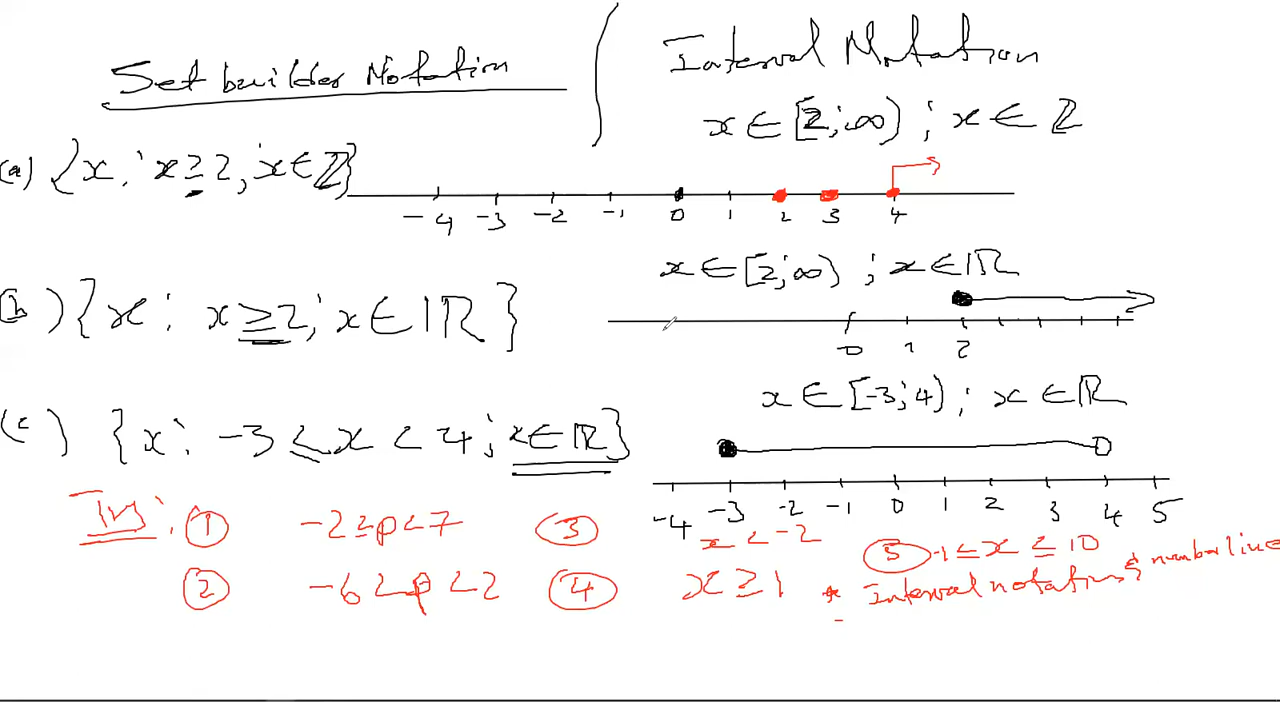 Set builder Notation
Interval Notation
x ∈ [2;∞) ; x ∈ ℤ
(a) {x : x ≥ 2; x ∈ ℤ}
-4 -3 -2 -1 0 1 2 3 4
x ∈ [2;∞) ; x ∈ ℝ
(b) {x : x ≥ 2; x ∈ ℝ}
0 1 2
x ∈ [-3;4) ; x ∈ ℝ
(c) {x : -3 ≤ x < 4; x ∈ ℝ}
-4 -3 -2 -1 0 1 2 3 4 5
Try:
① -2 ≤ p < 7
③ x < -2
⑤ -1 ≤ x ≤ 10
② -6 < p < 2
④ x ≥ 1
* Interval notation & number line